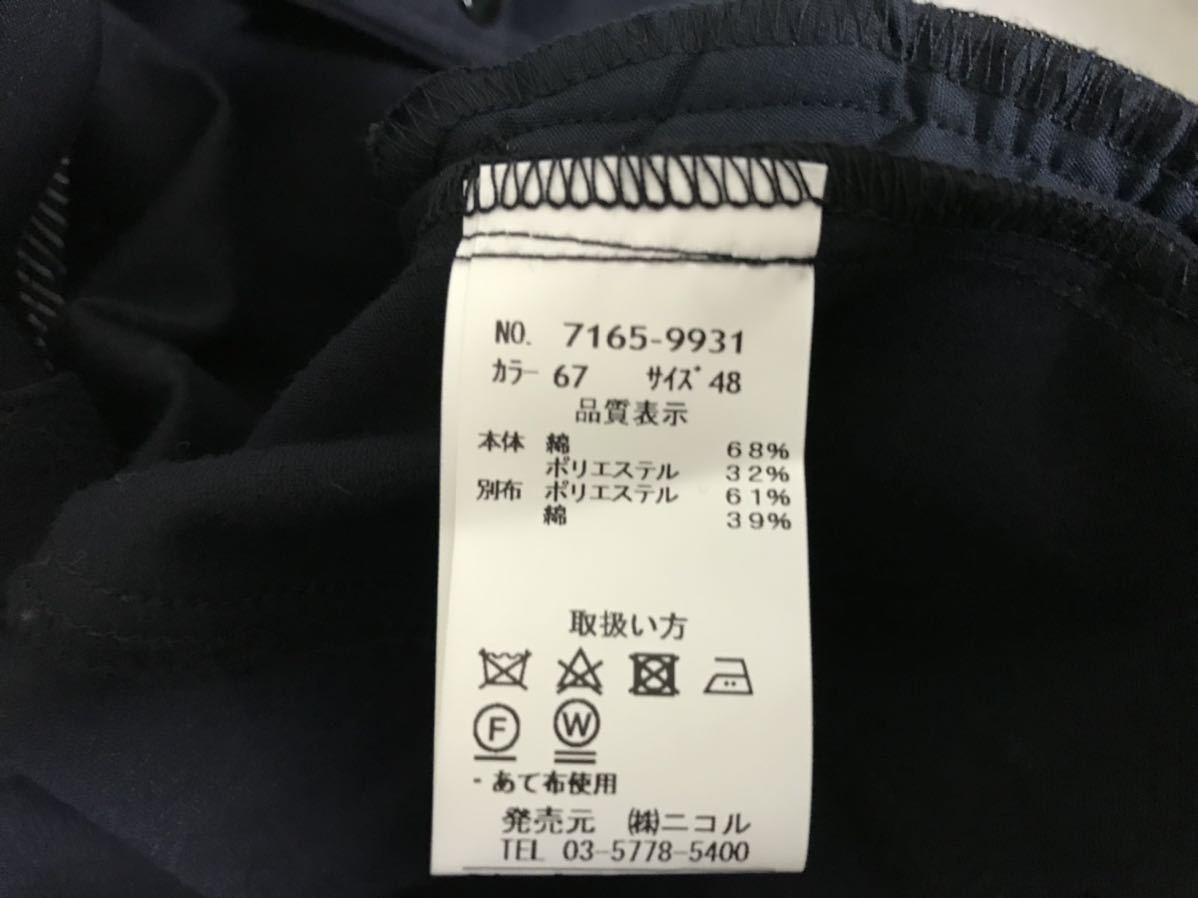 NO. 7165-9931
ｶﾗｰ 67 ｻｲｽﾞ 48
品質表示
本体 綿 68%
ポリエステル 32%
別布 ポリエステル 61%
綿 39%
取扱い方
F W
・あて布使用
発売元 ㈱ニコル
TEL 03-5778-5400